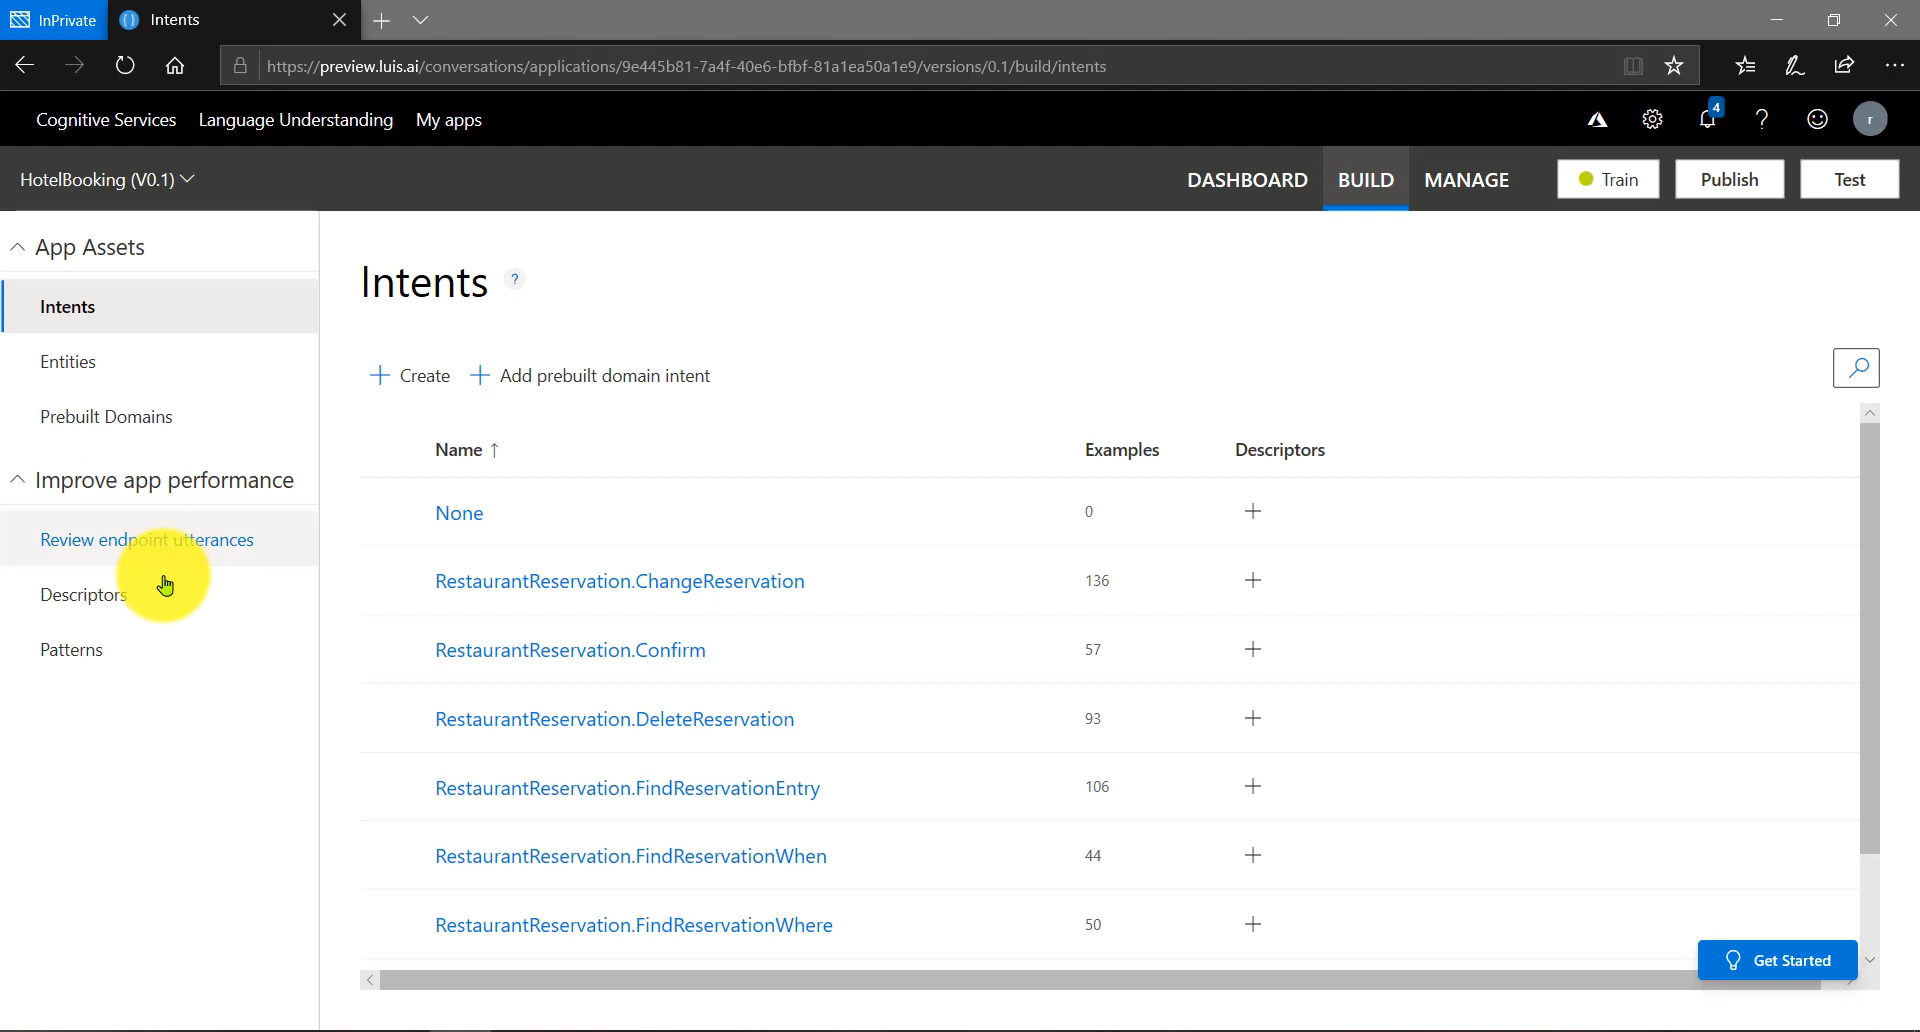 InPrivate
Intents
https://preview.luis.ai/conversations/applications/9e445b81-7a4f-40e6-bfbf-81a1ea50a1e9/versions/0.1/build/intents
Cognitive Services Language Understanding My apps
4
?
r
HotelBooking (V0.1)
DASHBOARD BUILD MANAGE
Train
Publish
Test
App Assets
Intents
Entities
Prebuilt Domains
Improve app performance
Review endpoint utterances
Descriptors
Patterns
Intents ?
+ Create + Add prebuilt domain intent
Name ↑ Examples Descriptors
None 0 +
RestaurantReservation.ChangeReservation 136 +
RestaurantReservation.Confirm 57 +
RestaurantReservation.DeleteReservation 93 +
RestaurantReservation.FindReservationEntry 106 +
RestaurantReservation.FindReservationWhen 44 +
RestaurantReservation.FindReservationWhere 50 +
Get Started